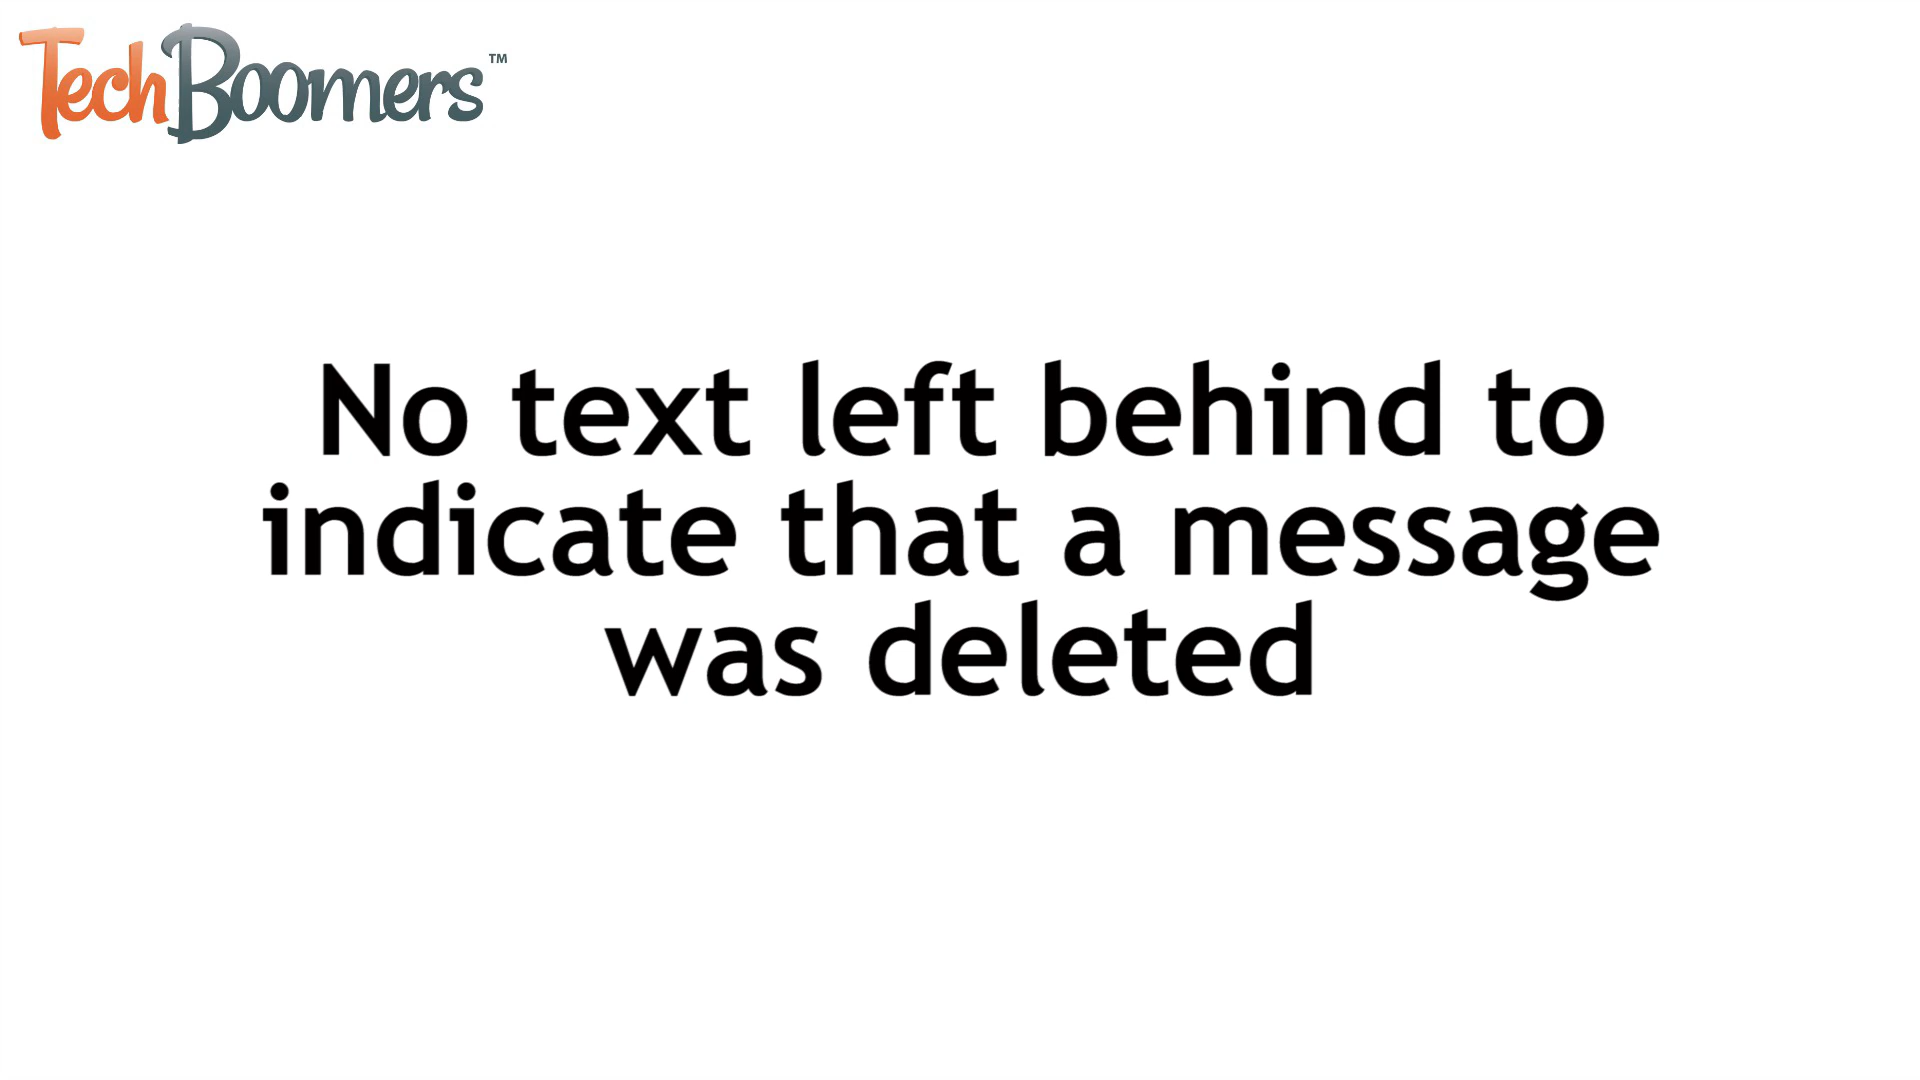 TechBoomers™
No text left behind to
indicate that a message
was deleted